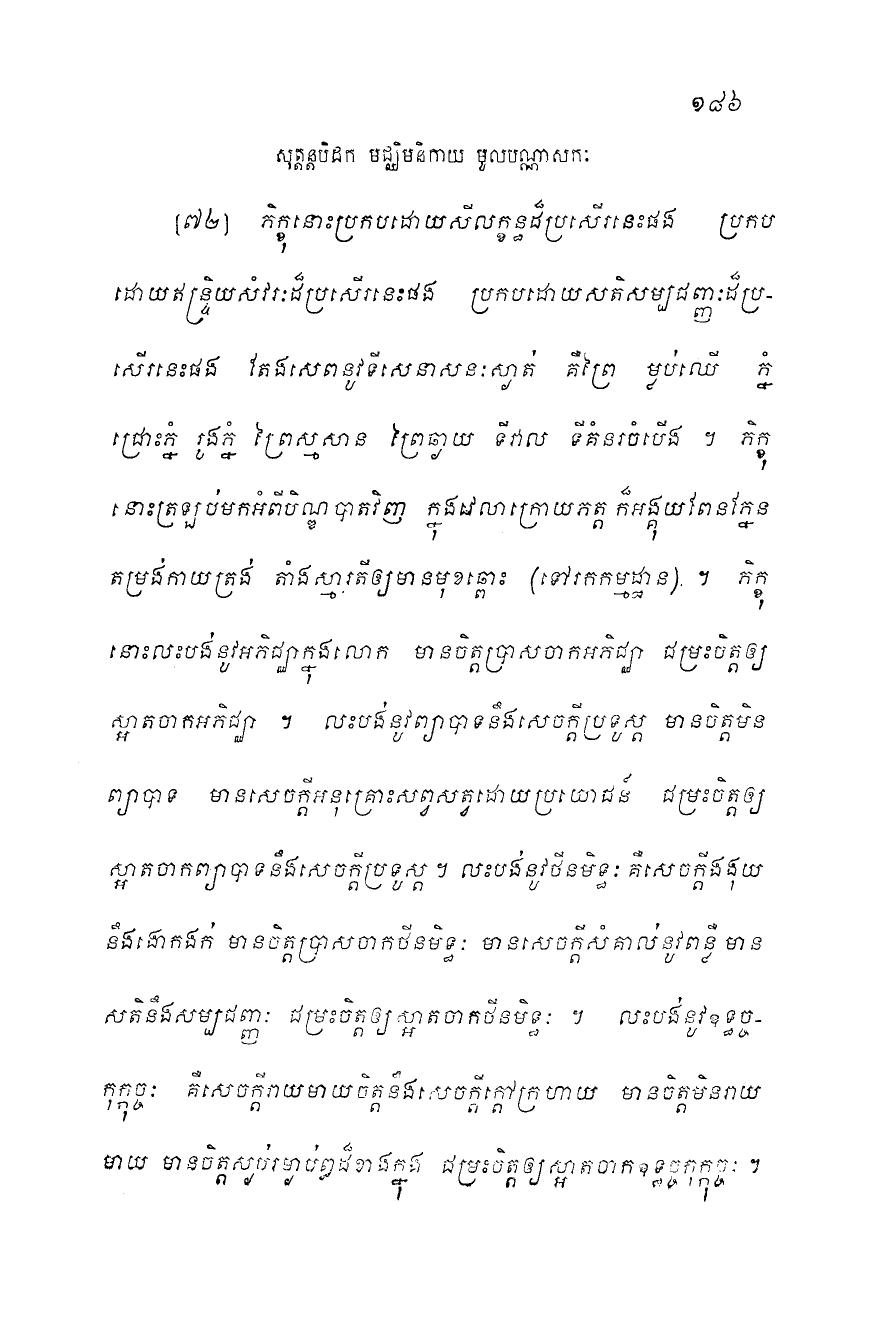 ១៨៦
សុត្តន្តបិដក មជ្ឈិមនិកាយ មូលបណ្ណាសកៈ
[៧២] ភិក្ខុនោះប្រកបដោយសីលក្ខន្ធដ៏ប្រសើរនេះផង ប្រកប
ដោយឥន្ទ្រិយសំវរៈដ៏ប្រសើរនេះផង ប្រកបដោយសតិសម្បជញ្ញៈដ៏ប្រ-
សើរនេះផង តែងសេពនូវទីសេនាសនៈស្ងាត់ គឺព្រៃ ម្លប់ឈើ ភ្នំ
ជ្រោះភ្នំ រូងភ្នំ ព្រៃស្មសាន ព្រៃធ្លាយ ទីវាល ទីគំនរចំបើង ។ ភិក្ខុ
នោះត្រឡប់មកអំពីបិណ្ឌបាតវិញ ក្នុងវេលាក្រោយភត្ត ក៏អង្គុយពែនភ្នែន
តម្រង់កាយត្រង់ តាំងស្មារតីឲ្យមានមុខឆ្ពោះ (ទៅរកកម្មដ្ឋាន). ។ ភិក្ខុ
នោះលះបង់នូវអភិជ្ឈាក្នុងលោក មានចិត្តប្រាសចាកអភិជ្ឈា ជម្រះចិត្តឲ្យ
ស្អាតចាកអភិជ្ឈា ។ លះបង់នូវព្យាបាទនឹងសេចក្តីប្រទូស្ត មានចិត្តមិន
ព្យាបាទ មានសេចក្តីអនុគ្រោះសព្វសត្វដោយប្រយោជន៍ ជម្រះចិត្តឲ្យ
ស្អាតចាកព្យាបាទនឹងសេចក្តីប្រទូស្ត ។ លះបង់នូវថីនមិទ្ធៈ គឺសេចក្តីងងុយ
នឹងងោកងក់ មានចិត្តប្រាសចាកថីនមិទ្ធៈ មានសេចក្តីសំគាល់នូវពន្លឺ មាន
សតិនឹងសម្បជញ្ញៈ ជម្រះចិត្តឲ្យស្អាតចាកថីនមិទ្ធៈ ។ លះបង់នូវឧទ្ធច្ច-
កុក្កុច្ចៈ គឺសេចក្តីរាយមាយចិត្តនឹងសេចក្តីក្តៅក្រហាយ មានចិត្តមិនរាយ
មាយ មានចិត្តស្ងប់រម្ងាប់ឰដ៏ខាងក្នុង ជម្រះចិត្តឲ្យស្អាតចាកឧទ្ធច្ចកុក្កុច្ចៈ ។